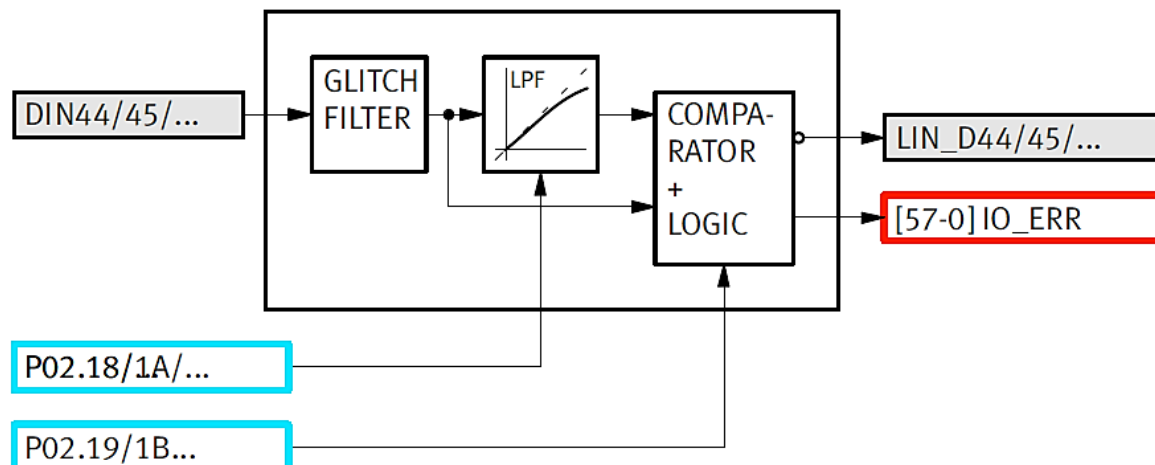 DIN44/45/...
GLITCH
FILTER
LPF
COMPA-
RATOR
+
LOGIC
LIN_D44/45/...
[57-0] IO_ERR
P02.18/1A/...
P02.19/1B...